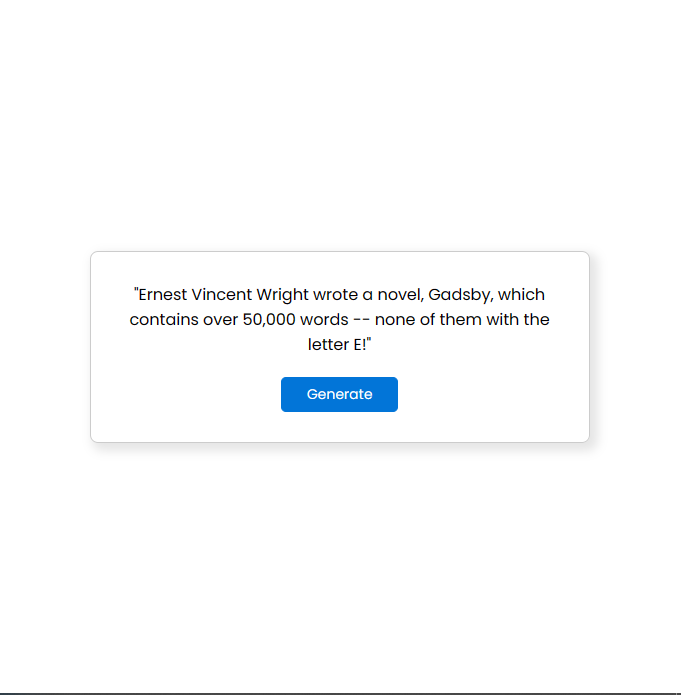 "Ernest Vincent Wright wrote a novel, Gadsby, which
contains over 50,000 words -- none of them with the
letter E!"
Generate